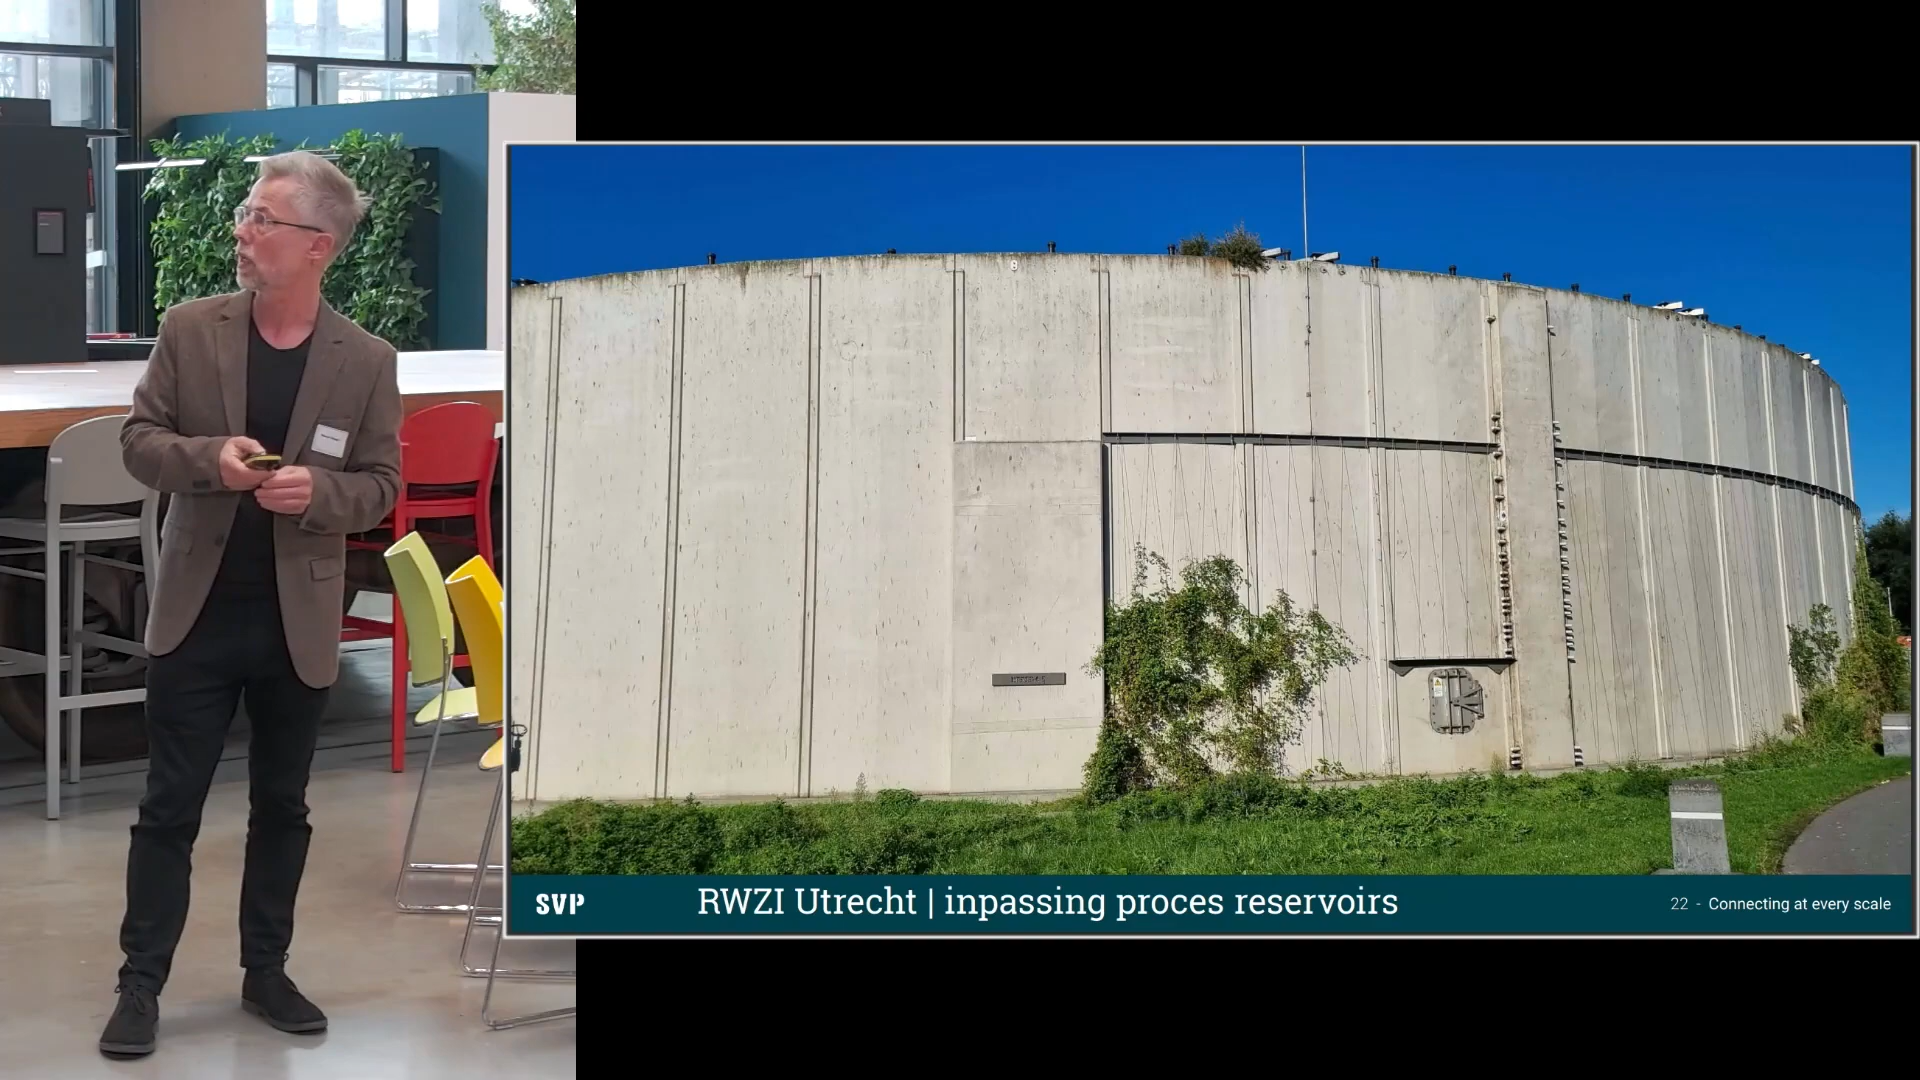 SVP
RWZI Utrecht | inpassing proces reservoirs
22 - Connecting at every scale